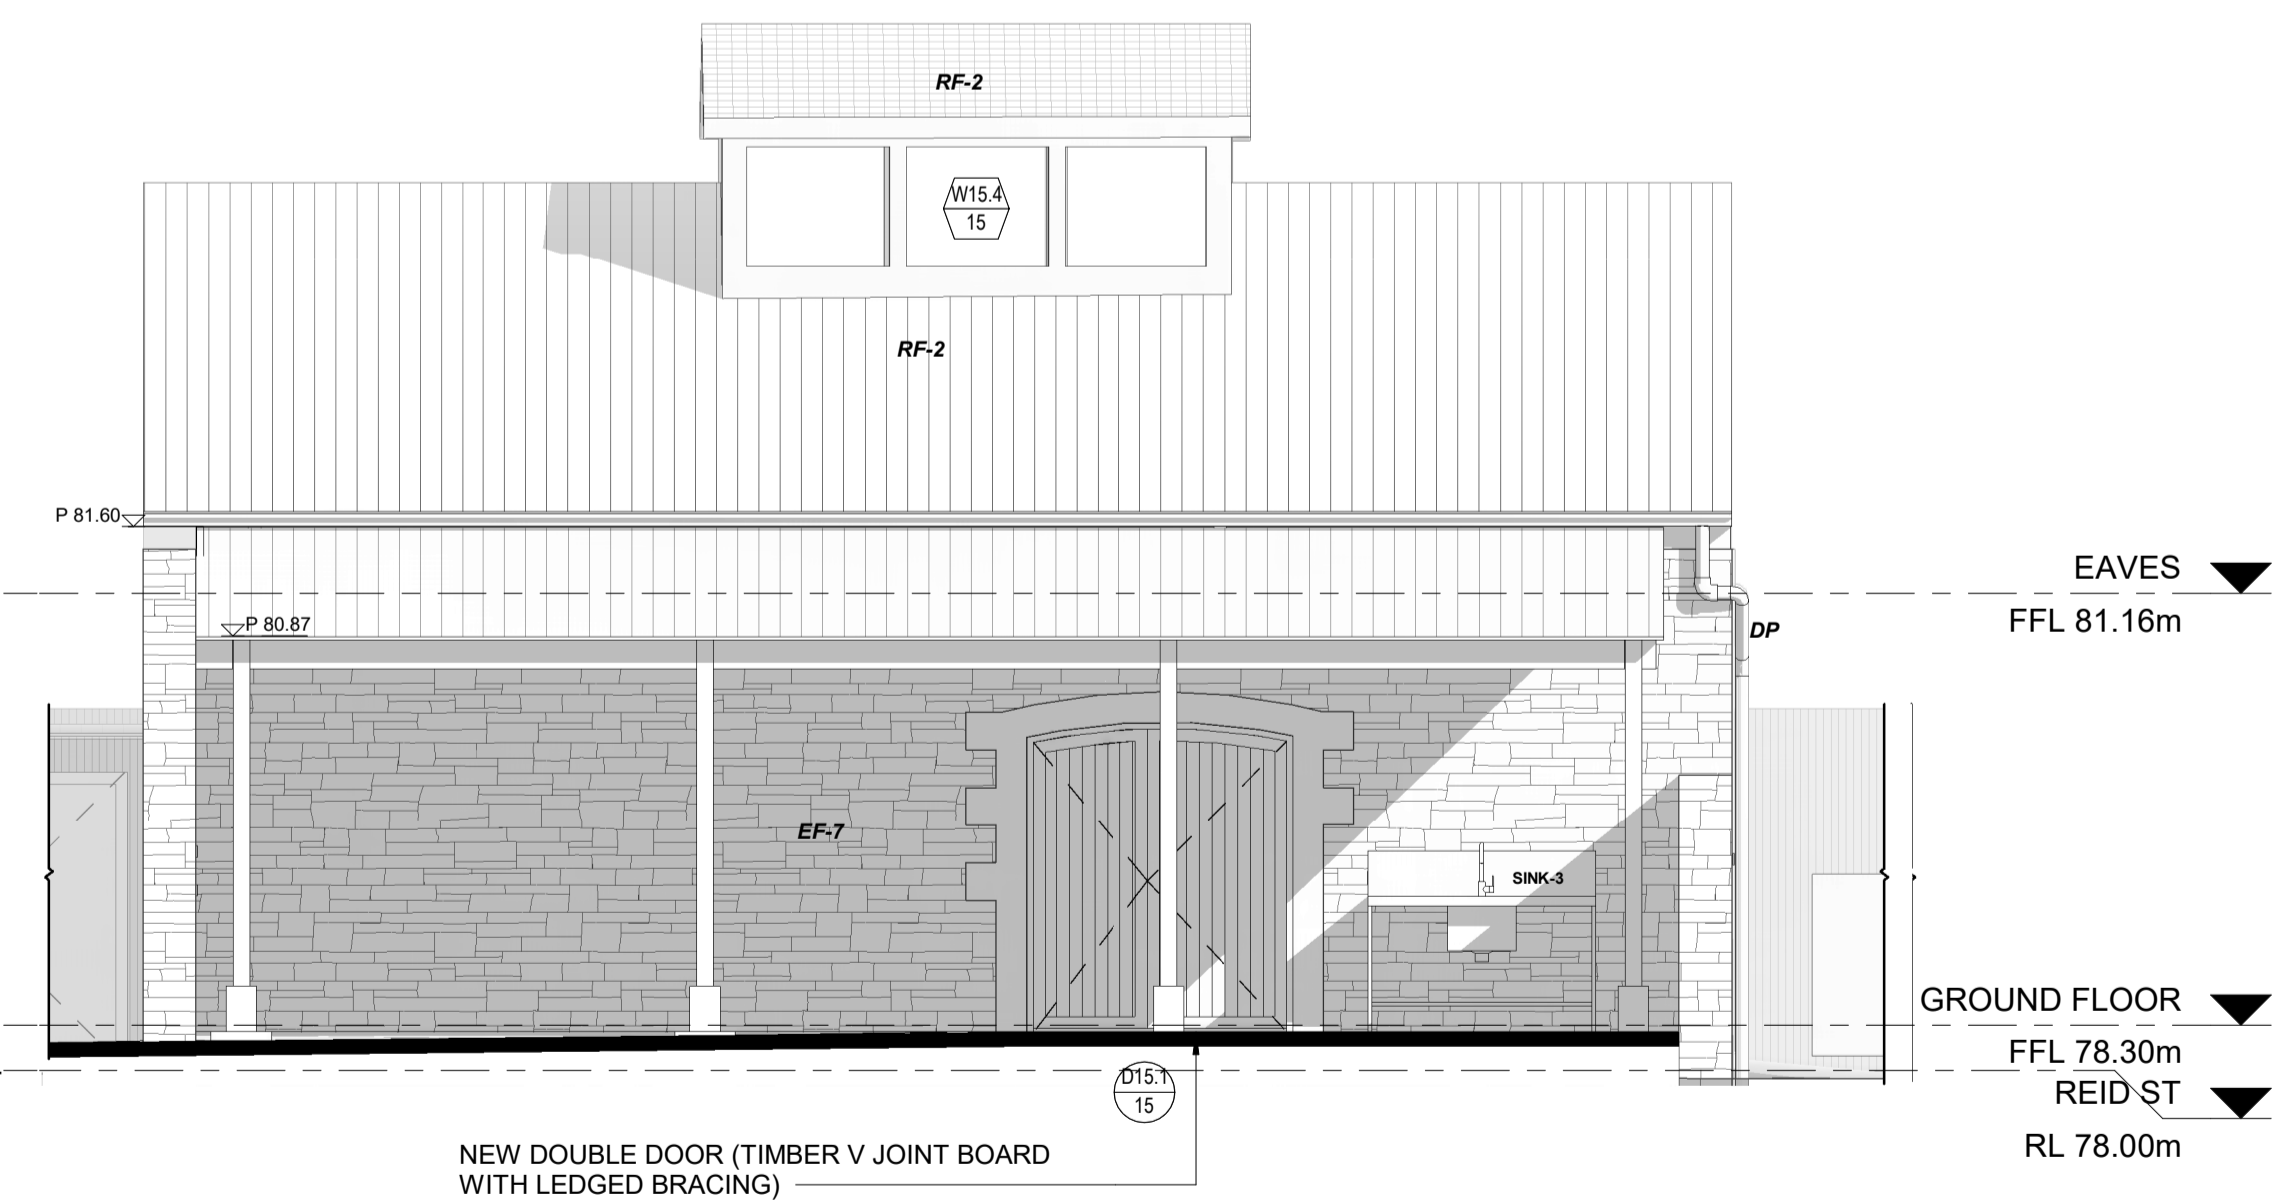 RF-2
W15.4
15
RF-2
P 81.60
EAVES
FFL 81.16m
P 80.87
DP
EF-7
SINK-3
GROUND FLOOR
FFL 78.30m
REID ST
RL 78.00m
D15.1
15
NEW DOUBLE DOOR (TIMBER V JOINT BOARD
WITH LEDGED BRACING)